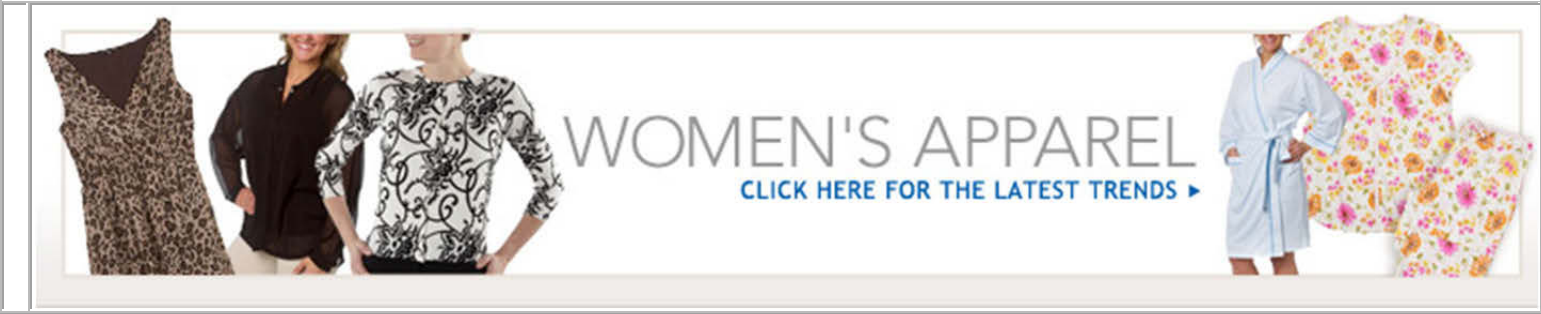 WOMEN'S APPAREL
CLICK HERE FOR THE LATEST TRENDS ▸